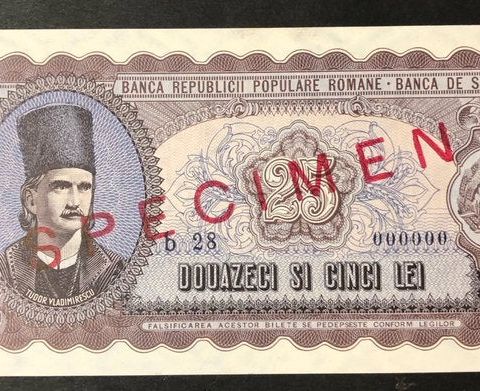 BANCA REPUBLICII POPULARE ROMANE · BANCA DE S
SPECIMEN
25
b 28 000000
DOUAZECI SI CINCI LEI
TUDOR VLADIMIRESCU
FALSIFICAREA ACESTOR BILETE SE PEDEPSESTE CONFORM LEGILOR